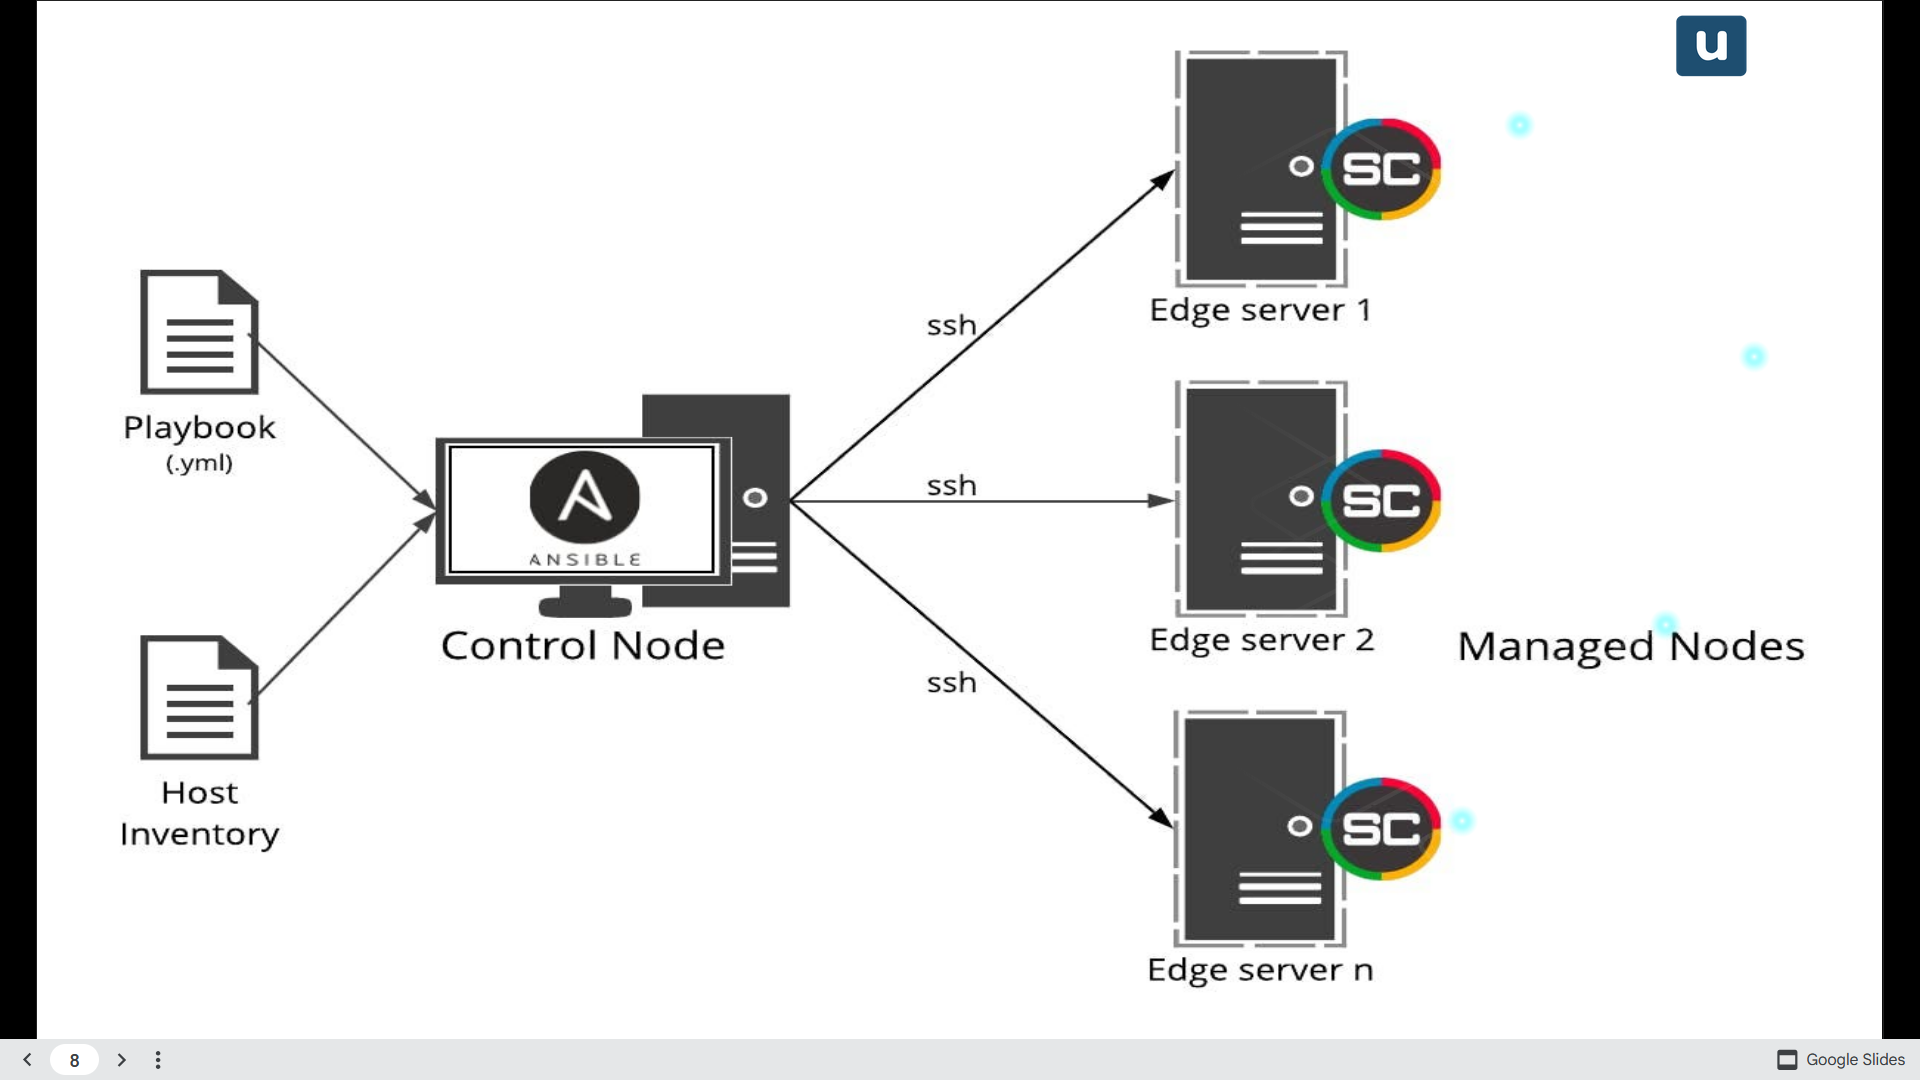 u
SC
Edge server 1
ssh
Playbook
(.yml)
ssh
SC
ANSIBLE
Control Node
Edge server 2
Managed Nodes
ssh
Host
Inventory
SC
Edge server n
8
Google Slides